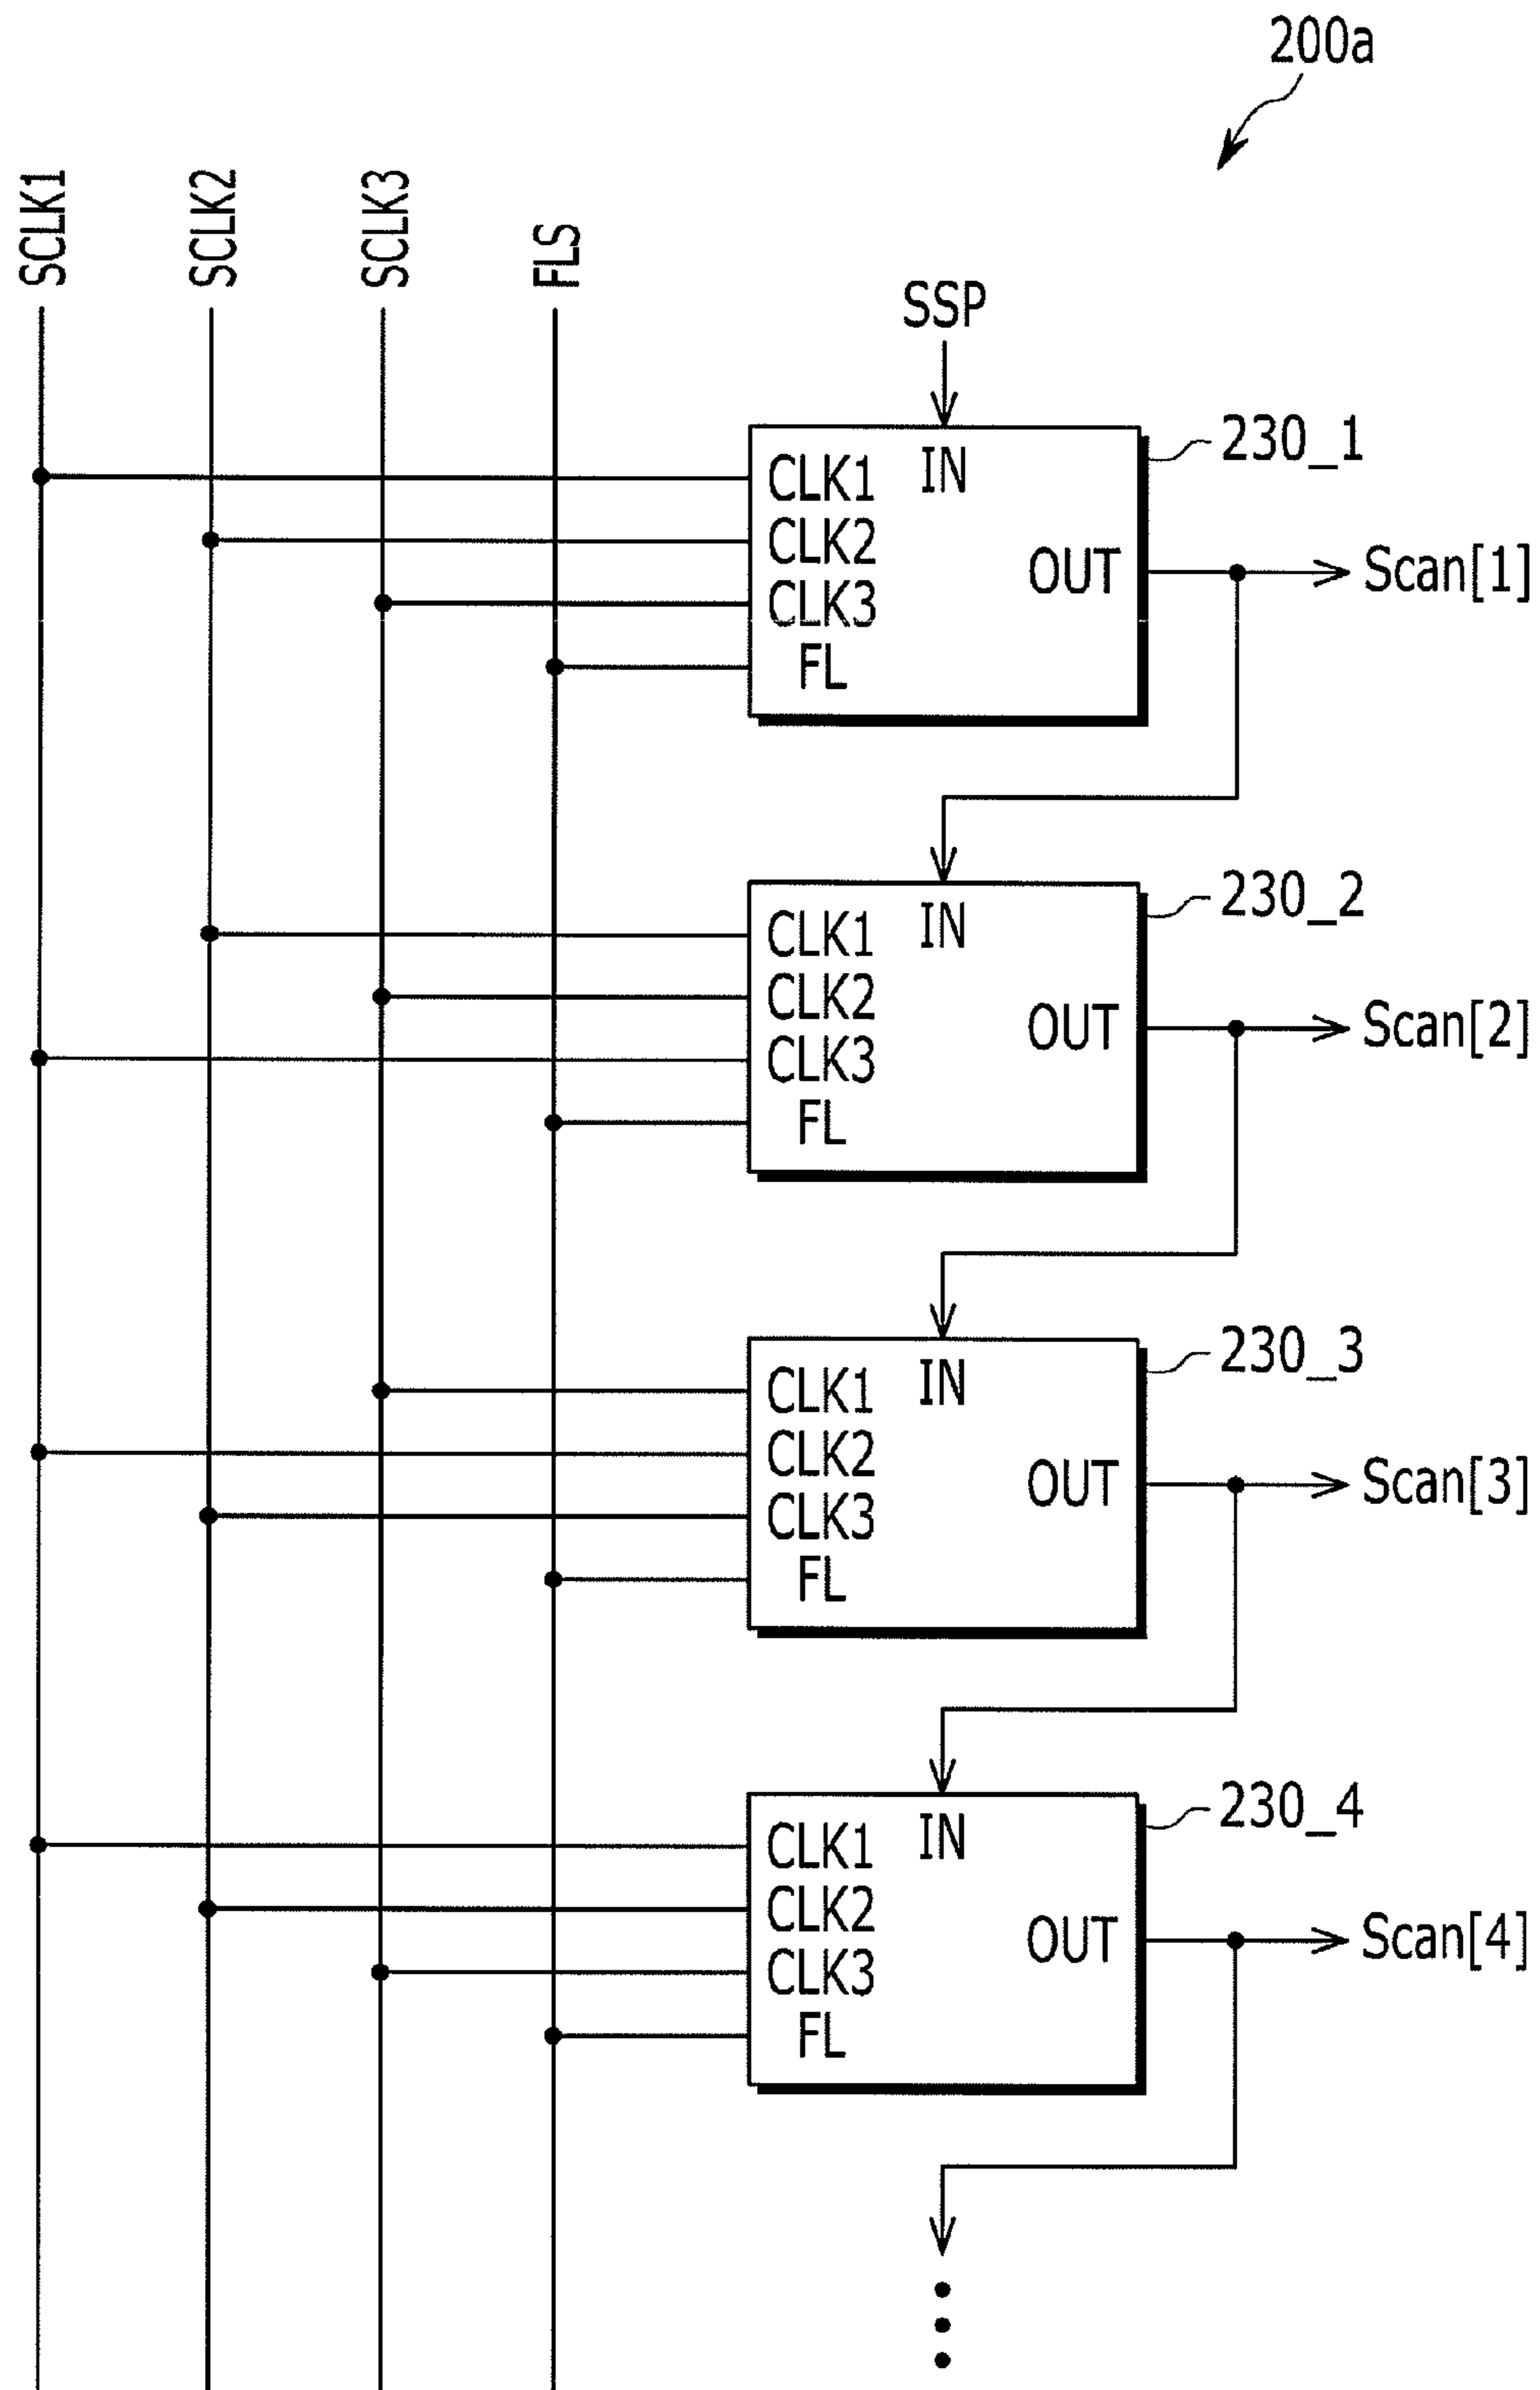 200a
SCLK1
SCLK2
SCLK3
FLS
SSP
230_1
IN
CLK1
CLK2
CLK3
FL
OUT
Scan[1]
230_2
IN
CLK1
CLK2
CLK3
FL
OUT
Scan[2]
230_3
IN
CLK1
CLK2
CLK3
FL
OUT
Scan[3]
230_4
IN
CLK1
CLK2
CLK3
FL
OUT
Scan[4]